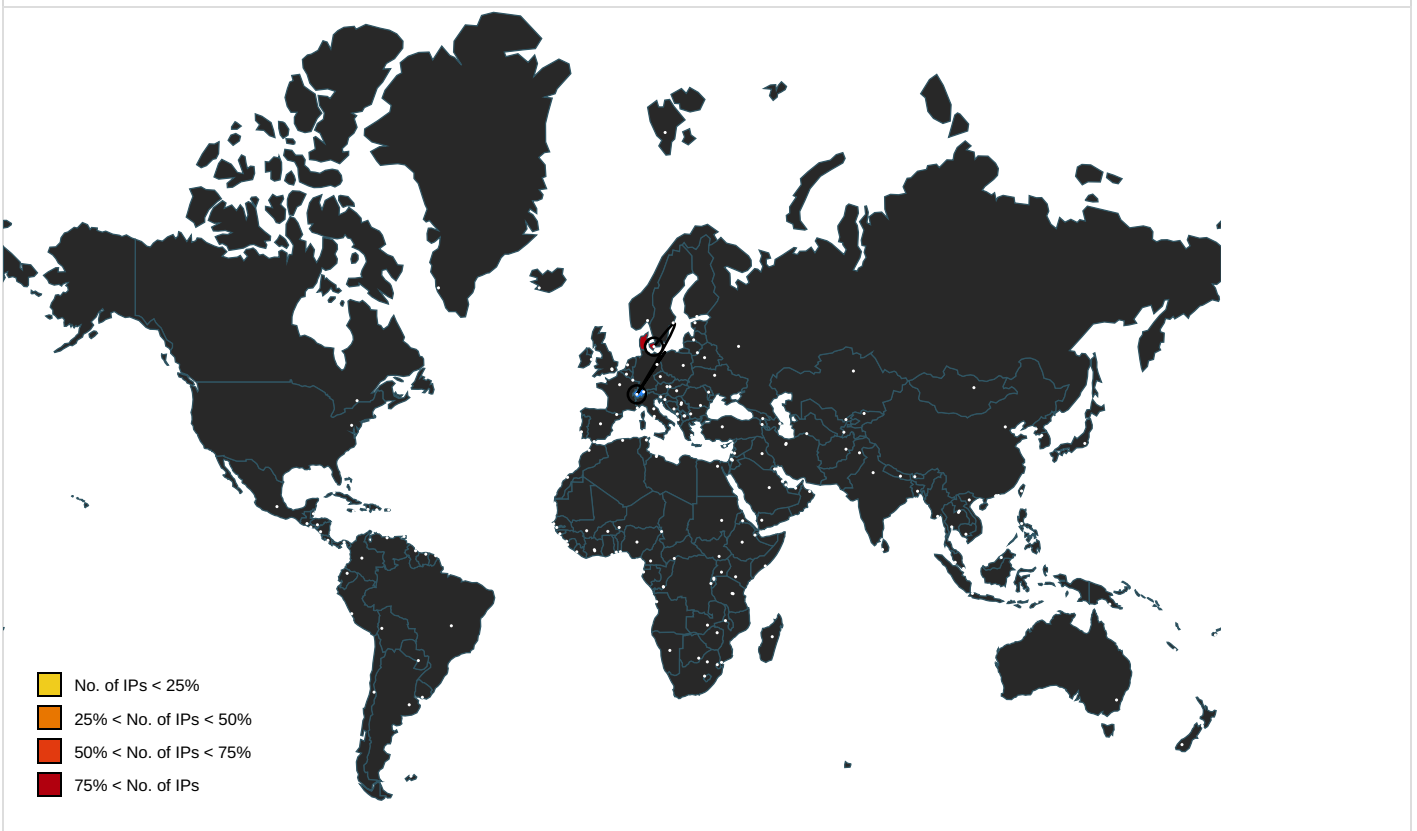 No. of IPs < 25%
25% < No. of IPs < 50%
50% < No. of IPs < 75%
75% < No. of IPs